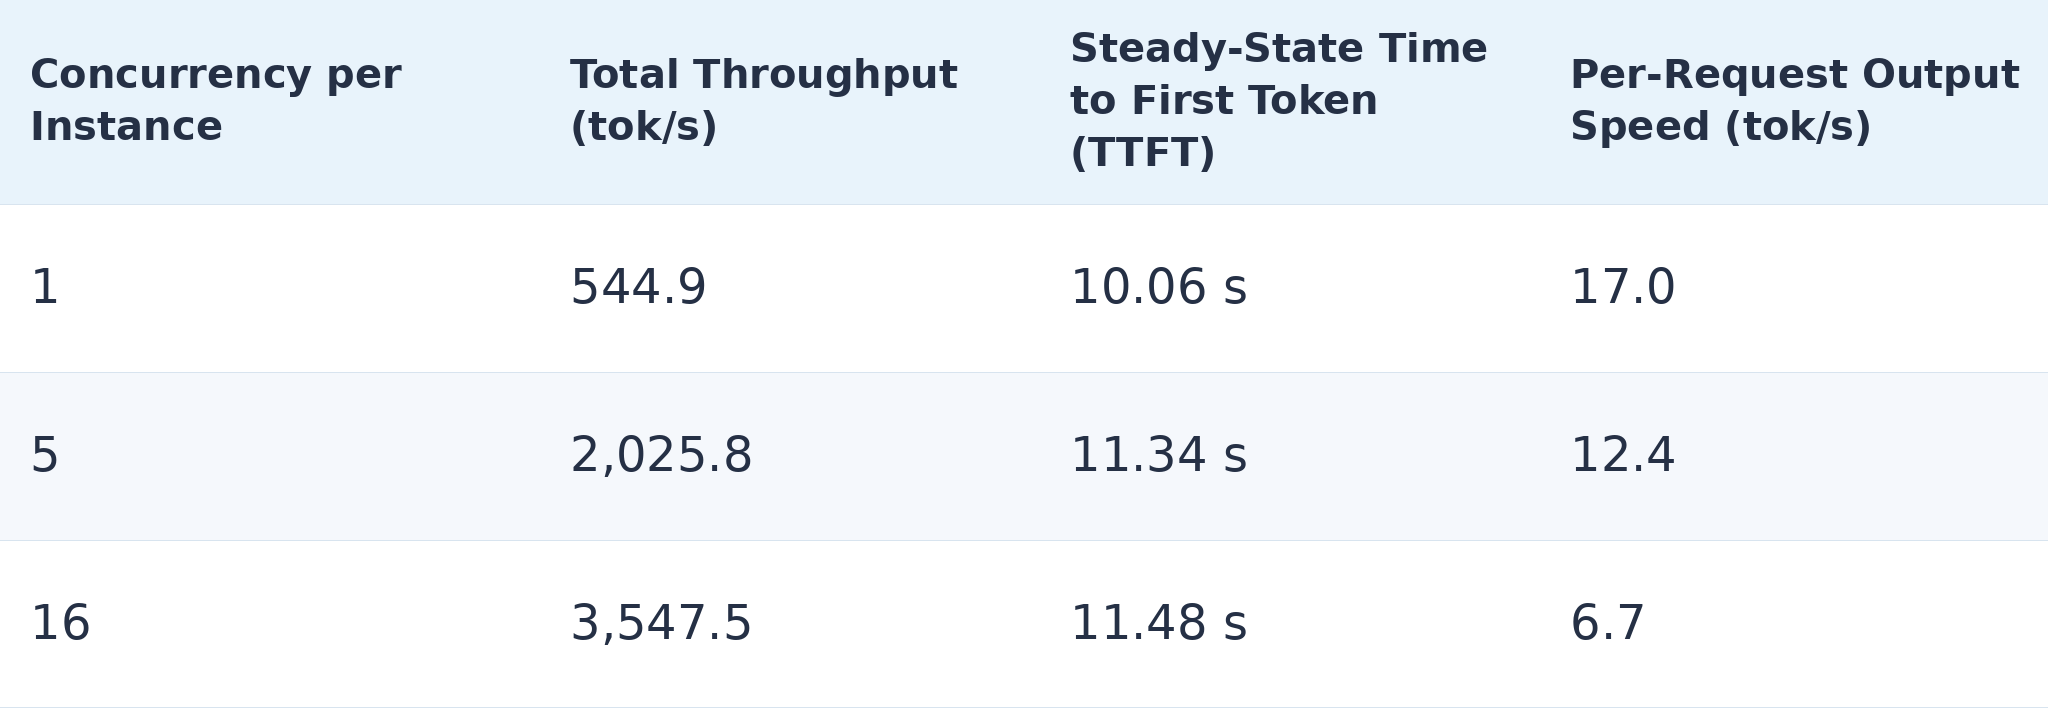 Concurrency per
Instance
Total Throughput
(tok/s)
Steady-State Time
to First Token
(TTFT)
Per-Request Output
Speed (tok/s)
1
544.9
10.06 s
17.0
5
2,025.8
11.34 s
12.4
16
3,547.5
11.48 s
6.7